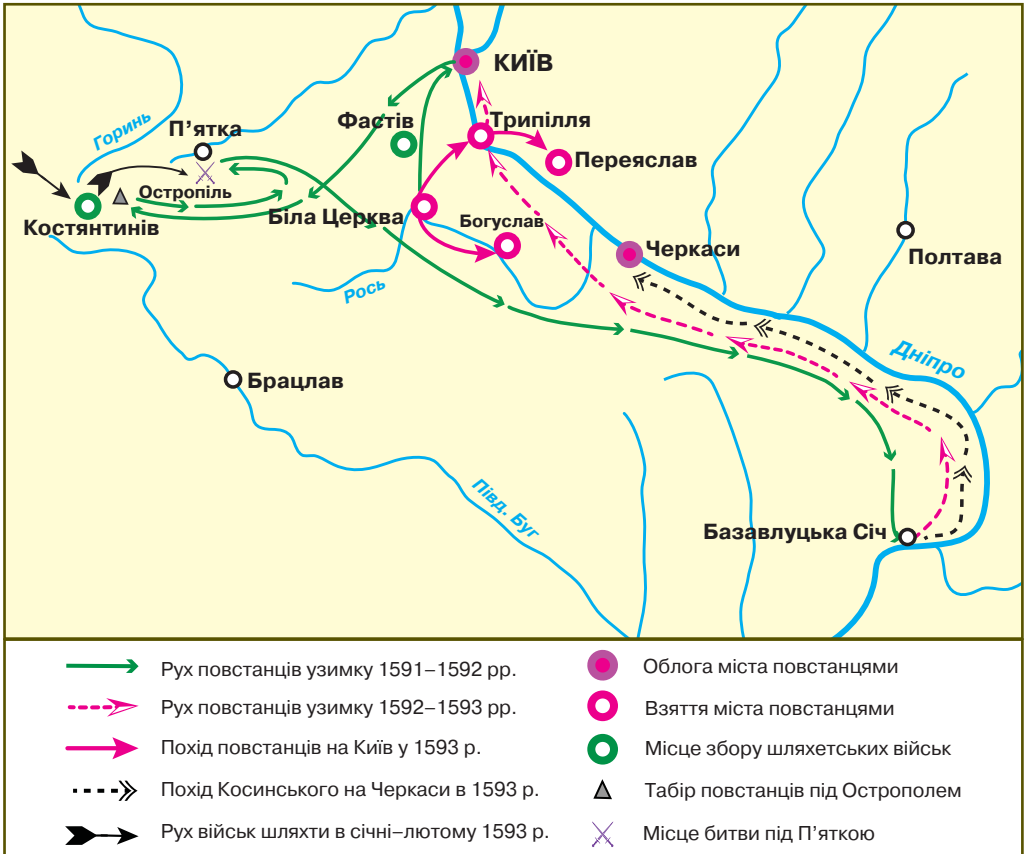 КИЇВ
Горинь
Фастів
Трипілля
П’ятка
Переяслав
Остропіль
Костянтинів
Біла Церква
Богуслав
Черкаси
Полтава
Рось
Дніпро
Брацлав
Півд. Буг
Базавлуцька Січ
Рух повстанців узимку 1591–1592 рр.
Рух повстанців узимку 1592–1593 рр.
Похід повстанців на Київ у 1593 р.
Похід Косинського на Черкаси в 1593 р.
Рух військ шляхти в січні–лютому 1593 р.
Облога міста повстанцями
Взяття міста повстанцями
Місце збору шляхетських військ
Табір повстанців під Острополем
Місце битви під П’яткою